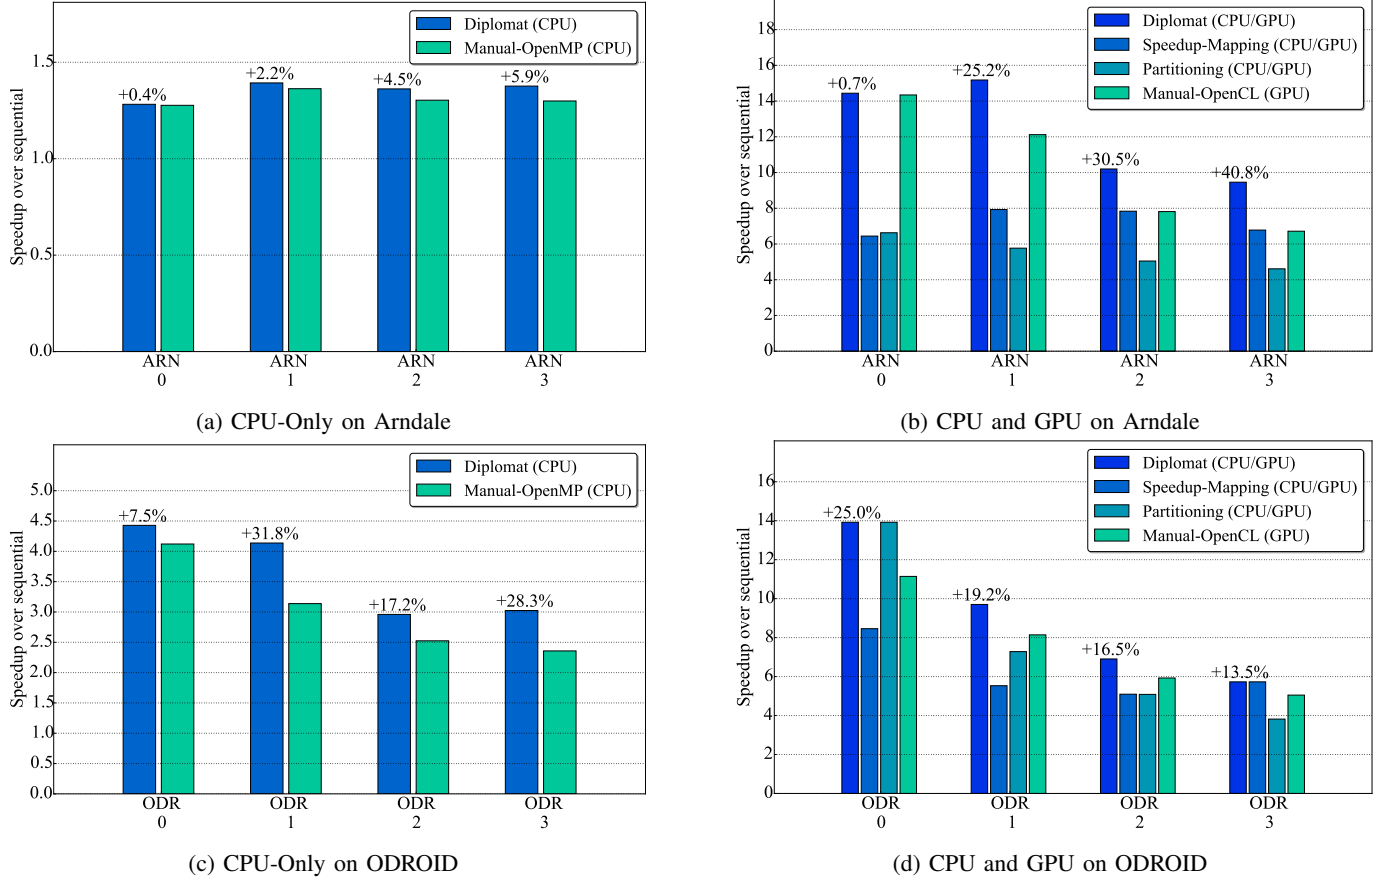 Diplomat (CPU)
Manual-OpenMP (CPU)
Speedup over sequential
1.5
1.0
0.5
0.0
+0.4%
+2.2%
+4.5%
+5.9%
ARN ARN ARN ARN
0 1 2 3
(a) CPU-Only on Arndale
Diplomat (CPU/GPU)
Speedup-Mapping (CPU/GPU)
Partitioning (CPU/GPU)
Manual-OpenCL (GPU)
Speedup over sequential
18
16
14
12
10
8
6
4
2
0
+0.7%
+25.2%
+30.5%
+40.8%
ARN ARN ARN ARN
0 1 2 3
(b) CPU and GPU on Arndale
Diplomat (CPU)
Manual-OpenMP (CPU)
Speedup over sequential
5.0
4.5
4.0
3.5
3.0
2.5
2.0
1.5
1.0
0.5
0.0
+7.5%
+31.8%
+17.2%
+28.3%
ODR ODR ODR ODR
0 1 2 3
(c) CPU-Only on ODROID
Diplomat (CPU/GPU)
Speedup-Mapping (CPU/GPU)
Partitioning (CPU/GPU)
Manual-OpenCL (GPU)
Speedup over sequential
16
14
12
10
8
6
4
2
0
+25.0%
+19.2%
+16.5%
+13.5%
ODR ODR ODR ODR
0 1 2 3
(d) CPU and GPU on ODROID